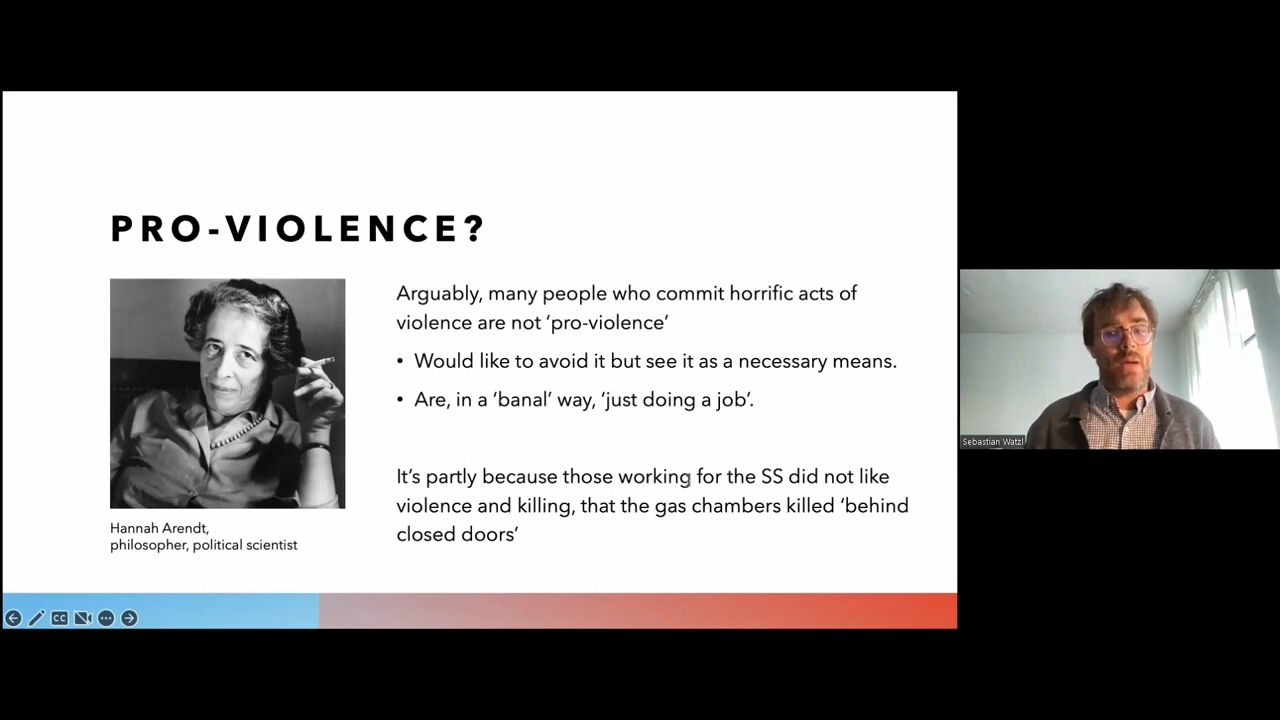 PRO-VIOLENCE?
Arguably, many people who commit horrific acts of
violence are not ‘pro-violence’
• Would like to avoid it but see it as a necessary means.
• Are, in a ‘banal’ way, ’just doing a job’.
It’s partly because those working for the SS did not like
violence and killing, that the gas chambers killed ‘behind
closed doors’
Hannah Arendt,
philosopher, political scientist
CC
Sebastian Watzl